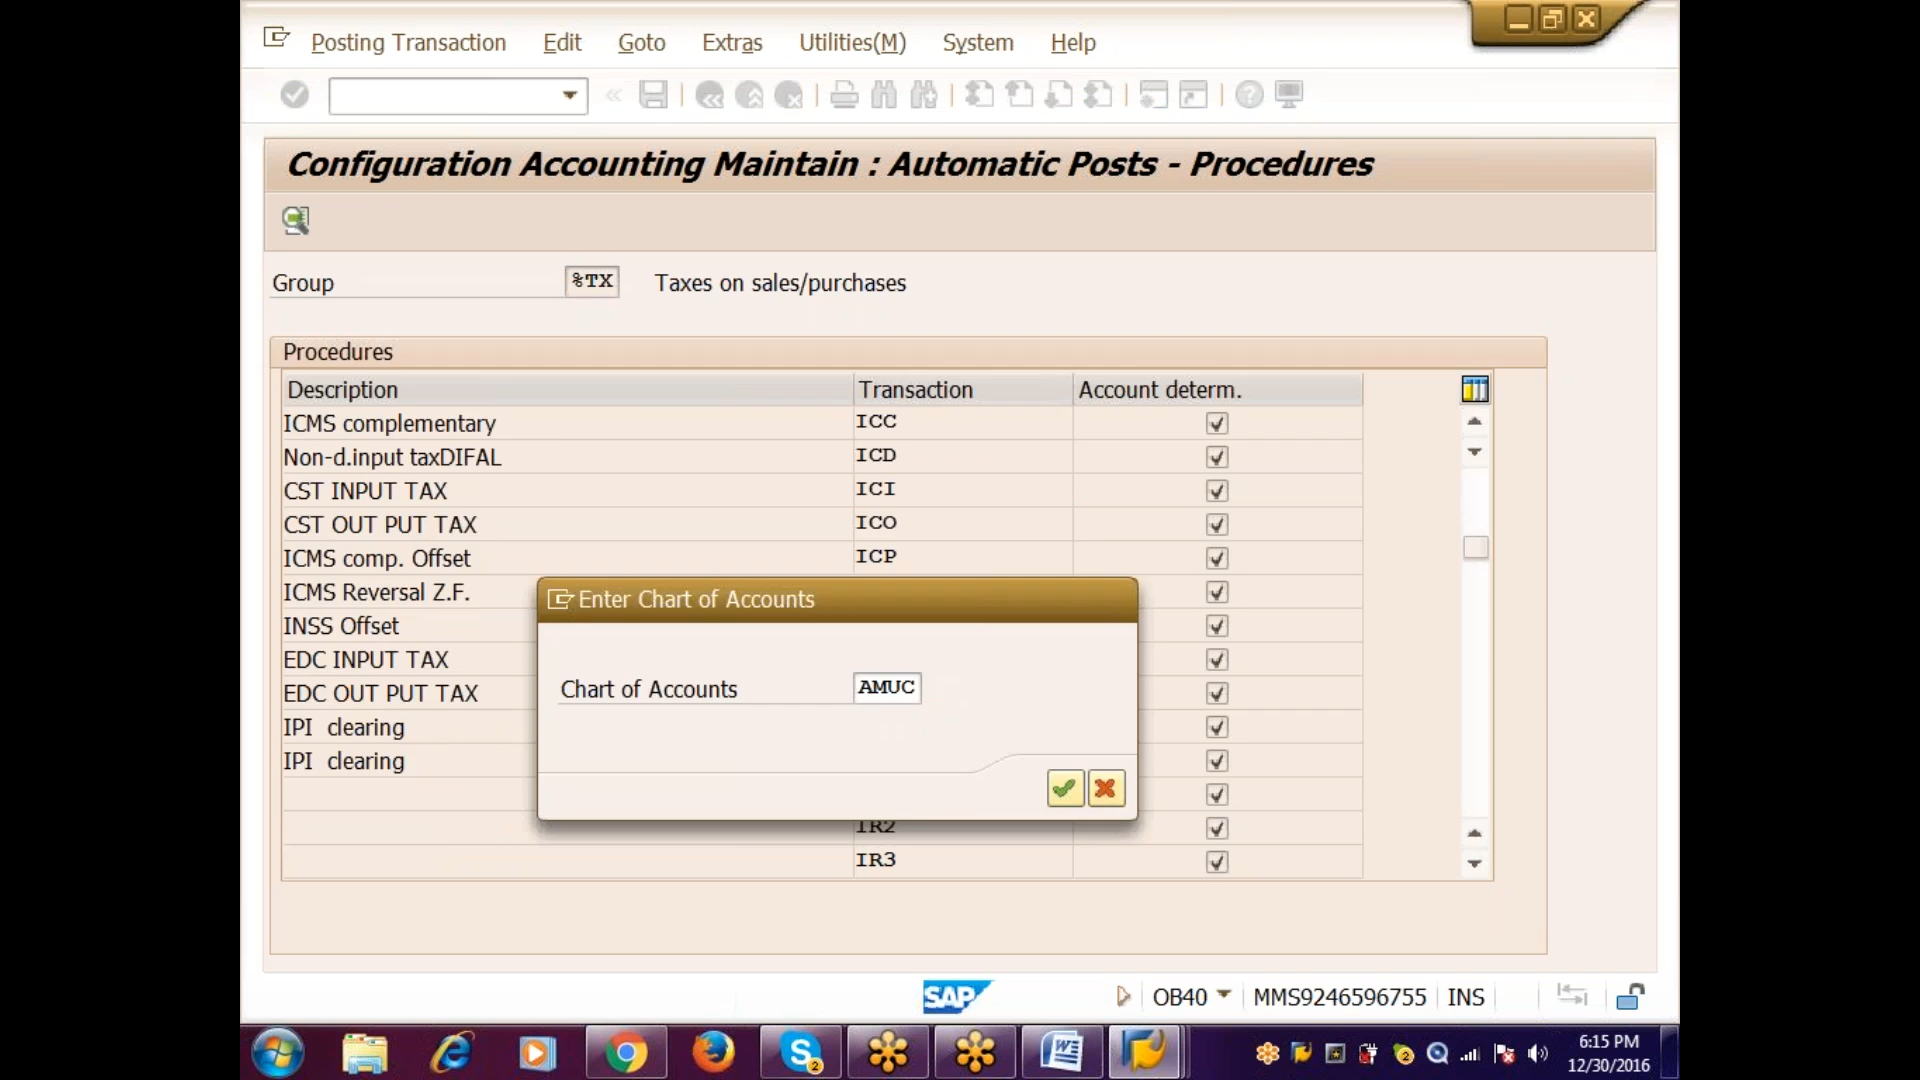 Posting Transaction Edit Goto Extras Utilities(M) System Help
Configuration Accounting Maintain : Automatic Posts - Procedures
Group %TX Taxes on sales/purchases
Procedures
Description Transaction Account determ.
ICMS complementary ICC
Non-d.input taxDIFAL ICD
CST INPUT TAX ICI
CST OUT PUT TAX ICO
ICMS comp. Offset ICP
ICMS Reversal Z.F.
INSS Offset
EDC INPUT TAX
EDC OUT PUT TAX
IPI clearing
IPI clearing
IR2
IR3
Enter Chart of Accounts
Chart of Accounts AMUC
SAP OB40 MMS9246596755 INS
6:15 PM
12/30/2016